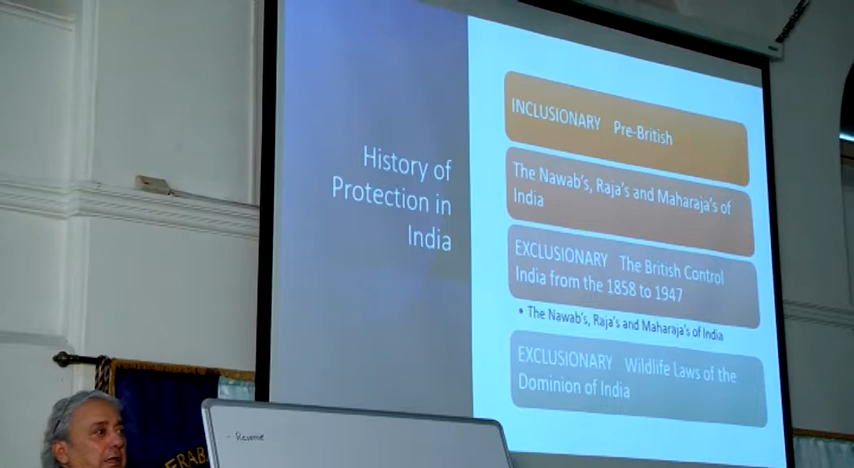 History of
Protection in
India
INCLUSIONARY Pre-British
The Nawab's, Raja's and Maharaja's of
India
EXCLUSIONARY The British Control
India from the 1858 to 1947
• The Nawab's, Raja's and Maharaja's of India
EXCLUSIONARY Wildlife Laws of the
Dominion of India
- Revenue
ERAB